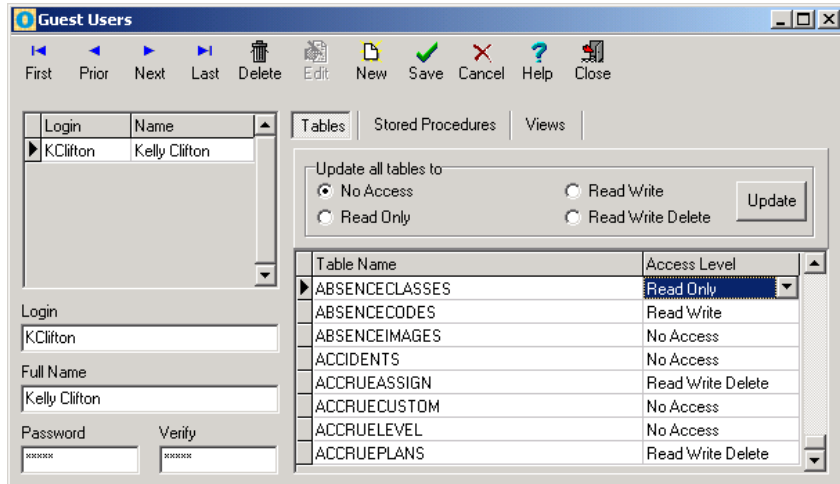 Guest Users
First Prior Next Last Delete Edit New Save Cancel Help Close
Login Name
KClifton Kelly Clifton
Login
KClifton
Full Name
Kelly Clifton
Password Verify
xxxxx xxxxx
Tables Stored Procedures Views
Update all tables to
No Access Read Write
Read Only Read Write Delete
Update
Table Name Access Level
ABSENCECLASSES Read Only
ABSENCECODES Read Write
ABSENCEIMAGES No Access
ACCIDENTS No Access
ACCRUEASSIGN Read Write Delete
ACCRUECUSTOM No Access
ACCRUELEVEL No Access
ACCRUEPLANS Read Write Delete